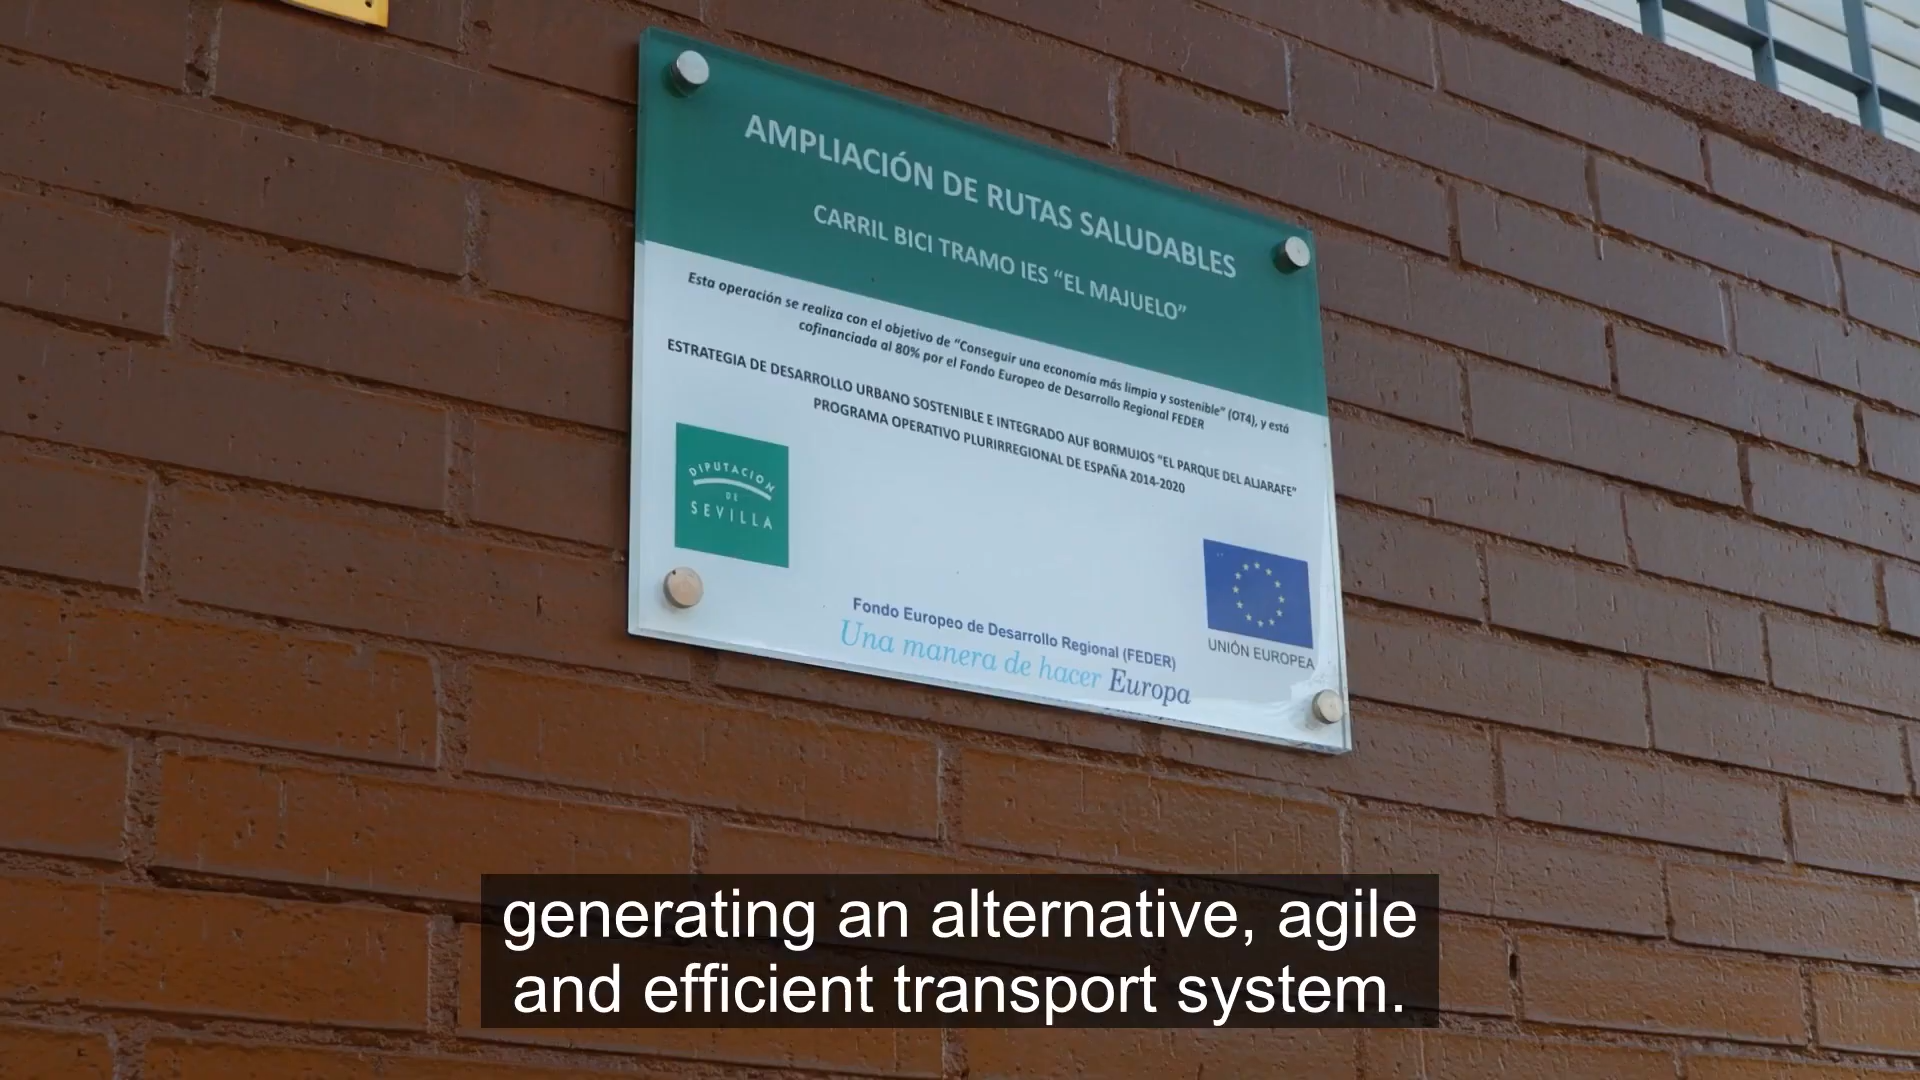 AMPLIACIÓN DE RUTAS SALUDABLES
CARRIL BICI TRAMO IES “EL MAJUELO”
Esta operación se realiza con el objetivo de “Conseguir una economía más limpia y sostenible” (OT4), y está
cofinanciada al 80% por el Fondo Europeo de Desarrollo Regional FEDER
ESTRATEGIA DE DESARROLLO URBANO SOSTENIBLE E INTEGRADO AUF BORMUJOS “EL PARQUE DEL ALJARAFE”
PROGRAMA OPERATIVO PLURIRREGIONAL DE ESPAÑA 2014-2020
DIPUTACION
DE
SEVILLA
Fondo Europeo de Desarrollo Regional (FEDER)
Una manera de hacer Europa
UNIÓN EUROPEA
generating an alternative, agile
and efficient transport system.